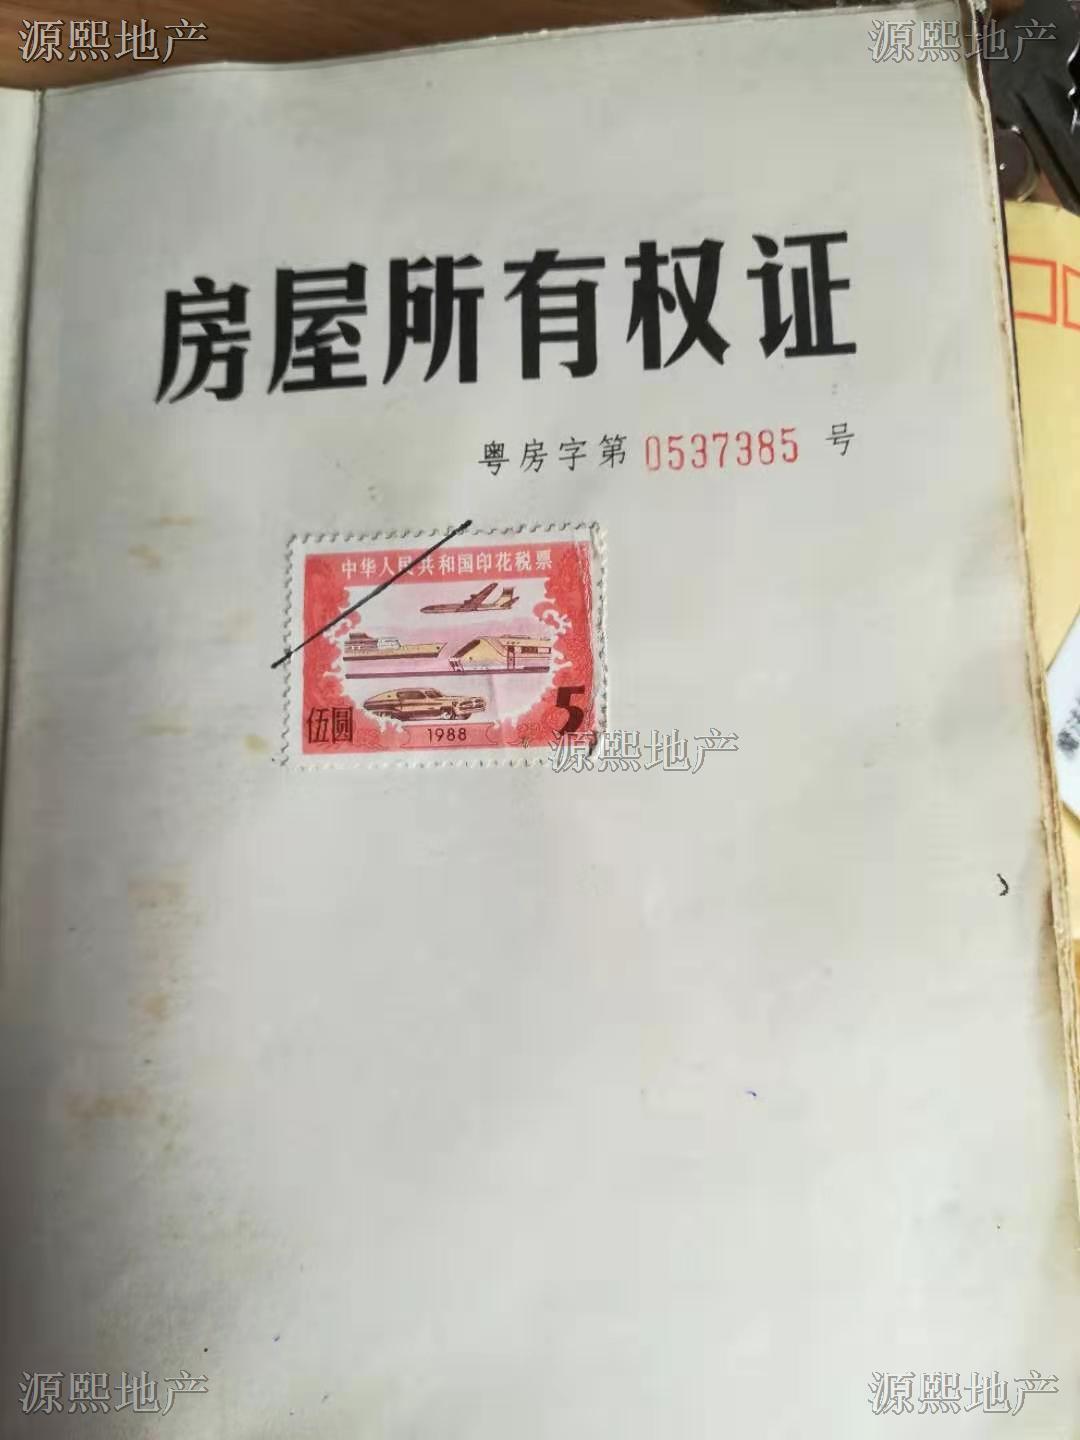 源熙地产 源熙地产
房屋所有权证
粤房字第 0537385 号
中华人民共和国印花税票
伍圆 1988 5
源熙地产
源熙地产 源熙地产